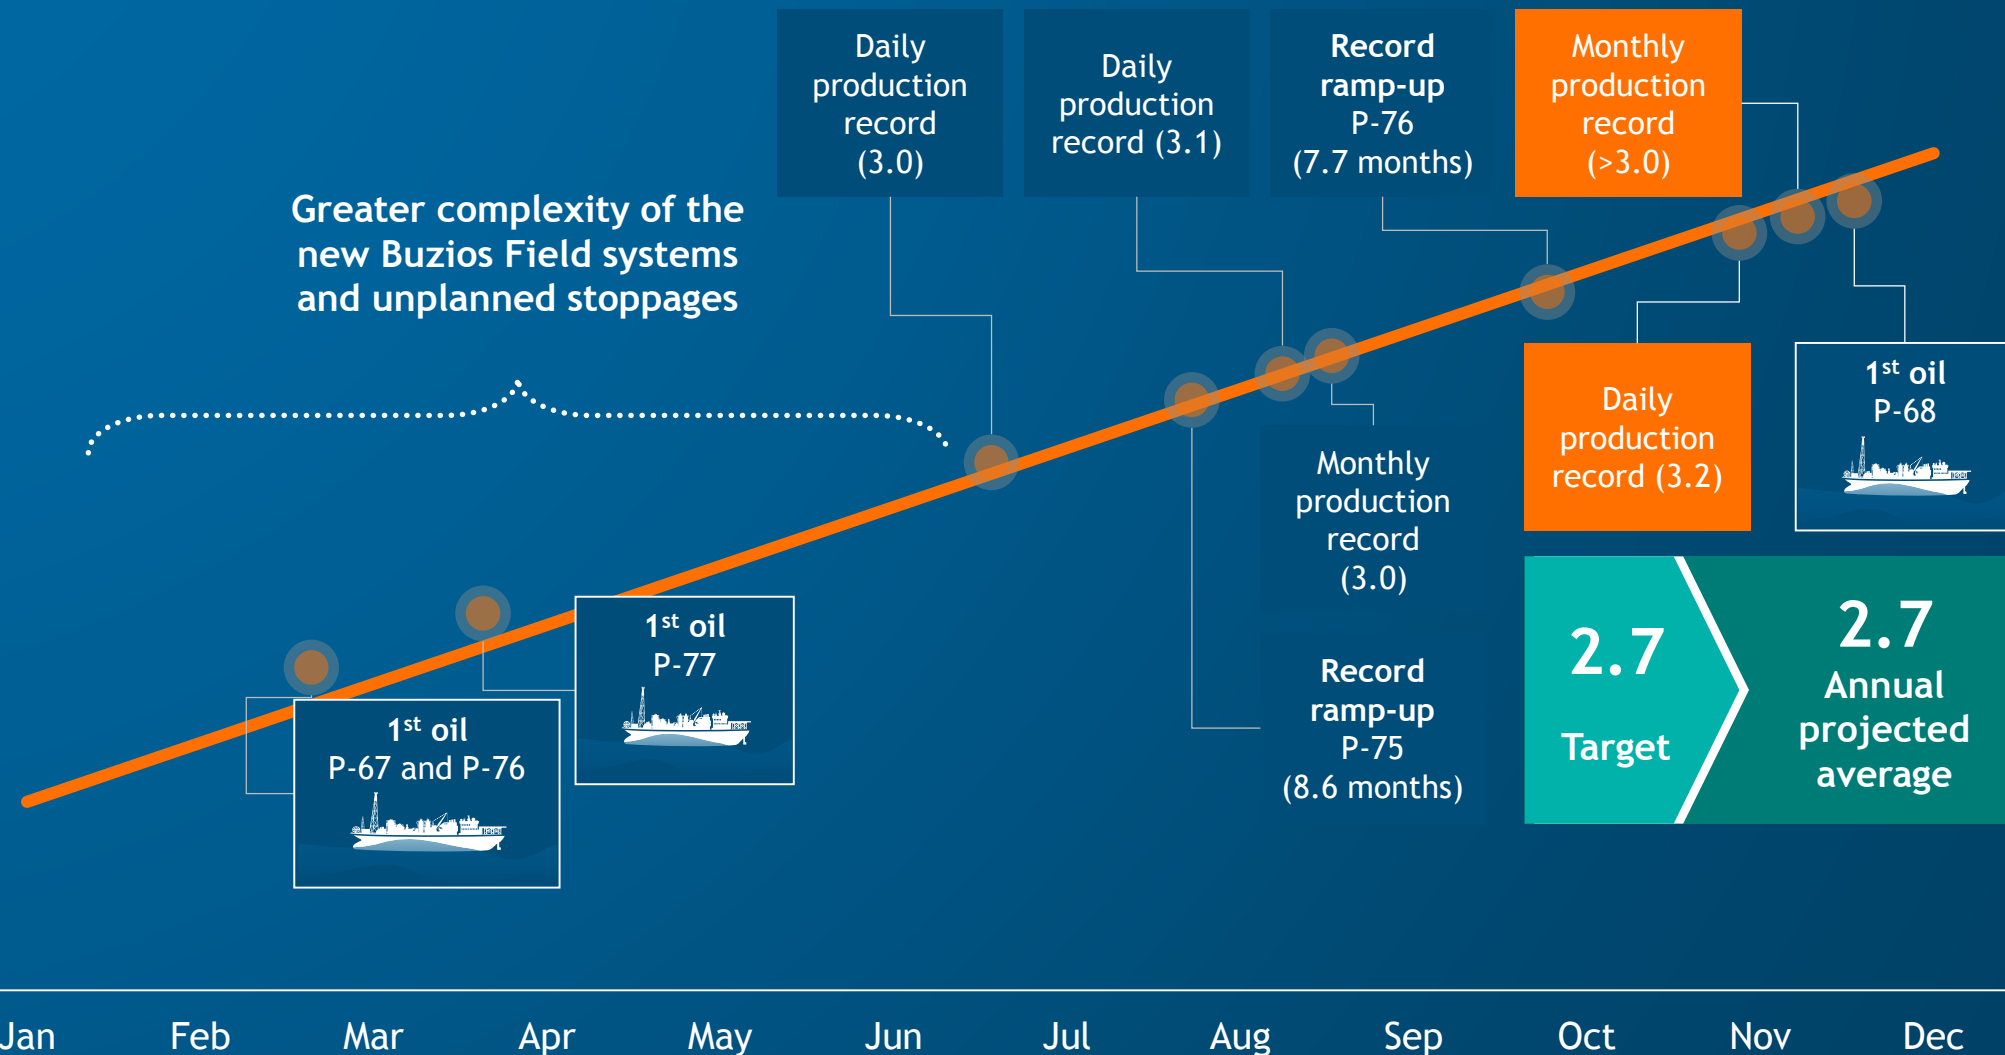 Daily
production
record
(3.0)
Daily
production
record (3.1)
Record
ramp-up
P-76
(7.7 months)
Monthly
production
record
(>3.0)
Greater complexity of the
new Buzios Field systems
and unplanned stoppages
1st oil
P-67 and P-76
1st oil
P-77
Monthly
production
record
(3.0)
Record
ramp-up
P-75
(8.6 months)
Daily
production
record (3.2)
1st oil
P-68
2.7
Target
2.7
Annual
projected
average
Jan Feb Mar Apr May Jun Jul Aug Sep Oct Nov Dec